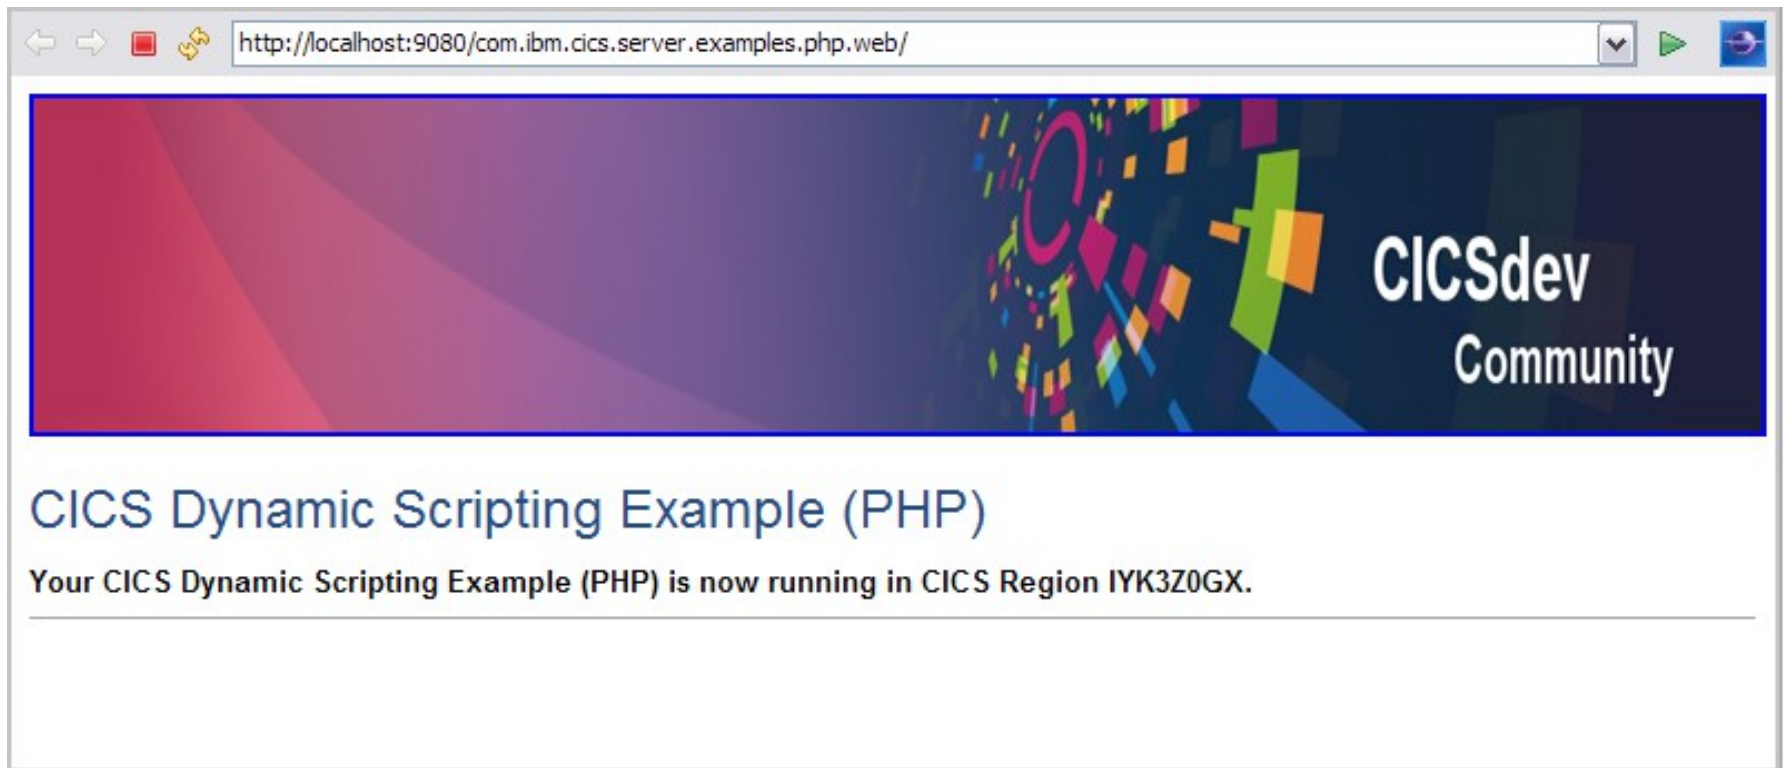 http://localhost:9080/com.ibm.cics.server.examples.php.web/
CICSdev
Community
CICS Dynamic Scripting Example (PHP)
Your CICS Dynamic Scripting Example (PHP) is now running in CICS Region IYK3Z0GX.